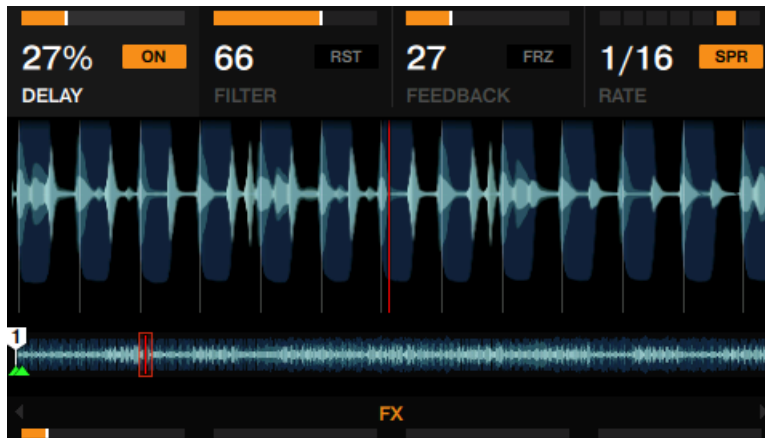 27% ON 66 RST 27 FRZ 1/16 SPR
DELAY FILTER FEEDBACK RATE
1
FX